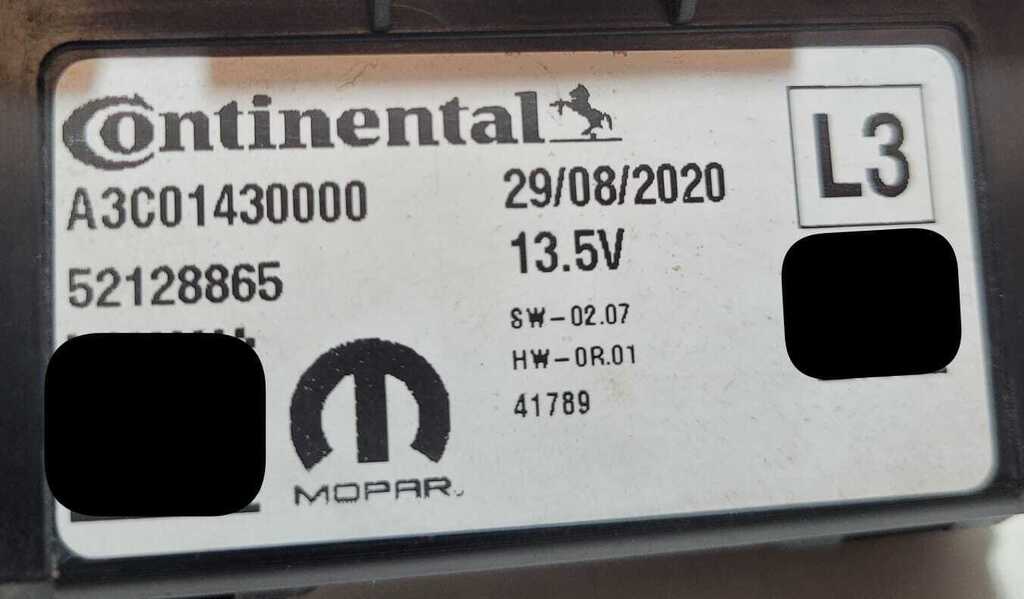 Continental
A3C01430000
52128865
MOPAR
29/08/2020
13.5V
SW-02.07
HW-0R.01
41789
L3